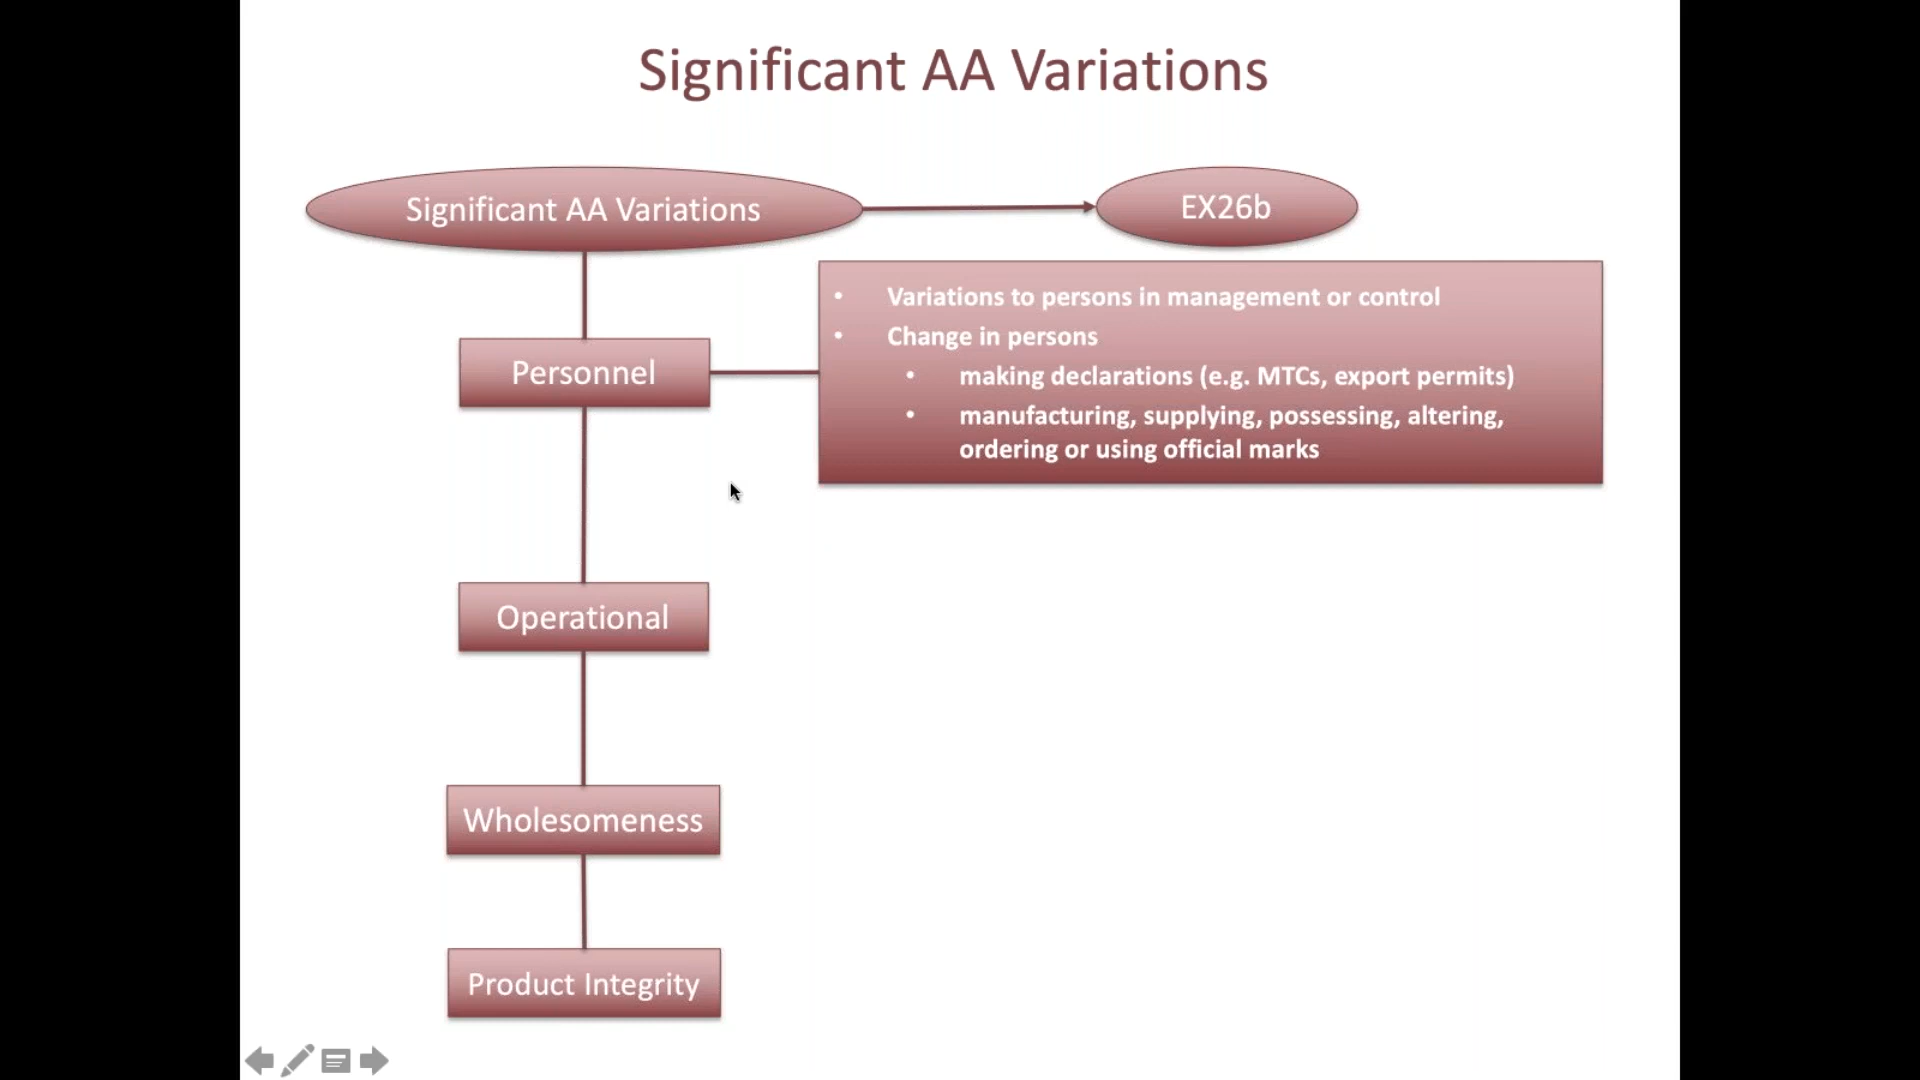 Significant AA Variations
Significant AA Variations
EX26b
Personnel
• Variations to persons in management or control
• Change in persons
• making declarations (e.g. MTCs, export permits)
• manufacturing, supplying, possessing, altering,
ordering or using official marks
Operational
Wholesomeness
Product Integrity